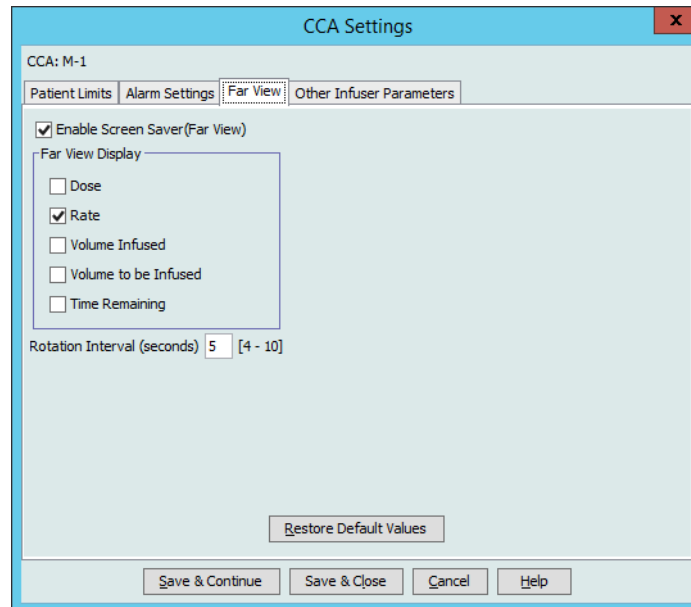 CCA Settings
x
CCA: M-1
Patient Limits Alarm Settings Far View Other Infuser Parameters
Enable Screen Saver(Far View)
Far View Display
Dose
Rate
Volume Infused
Volume to be Infused
Time Remaining
Rotation Interval (seconds) 5 [4 - 10]
Restore Default Values
Save & Continue Save & Close Cancel Help